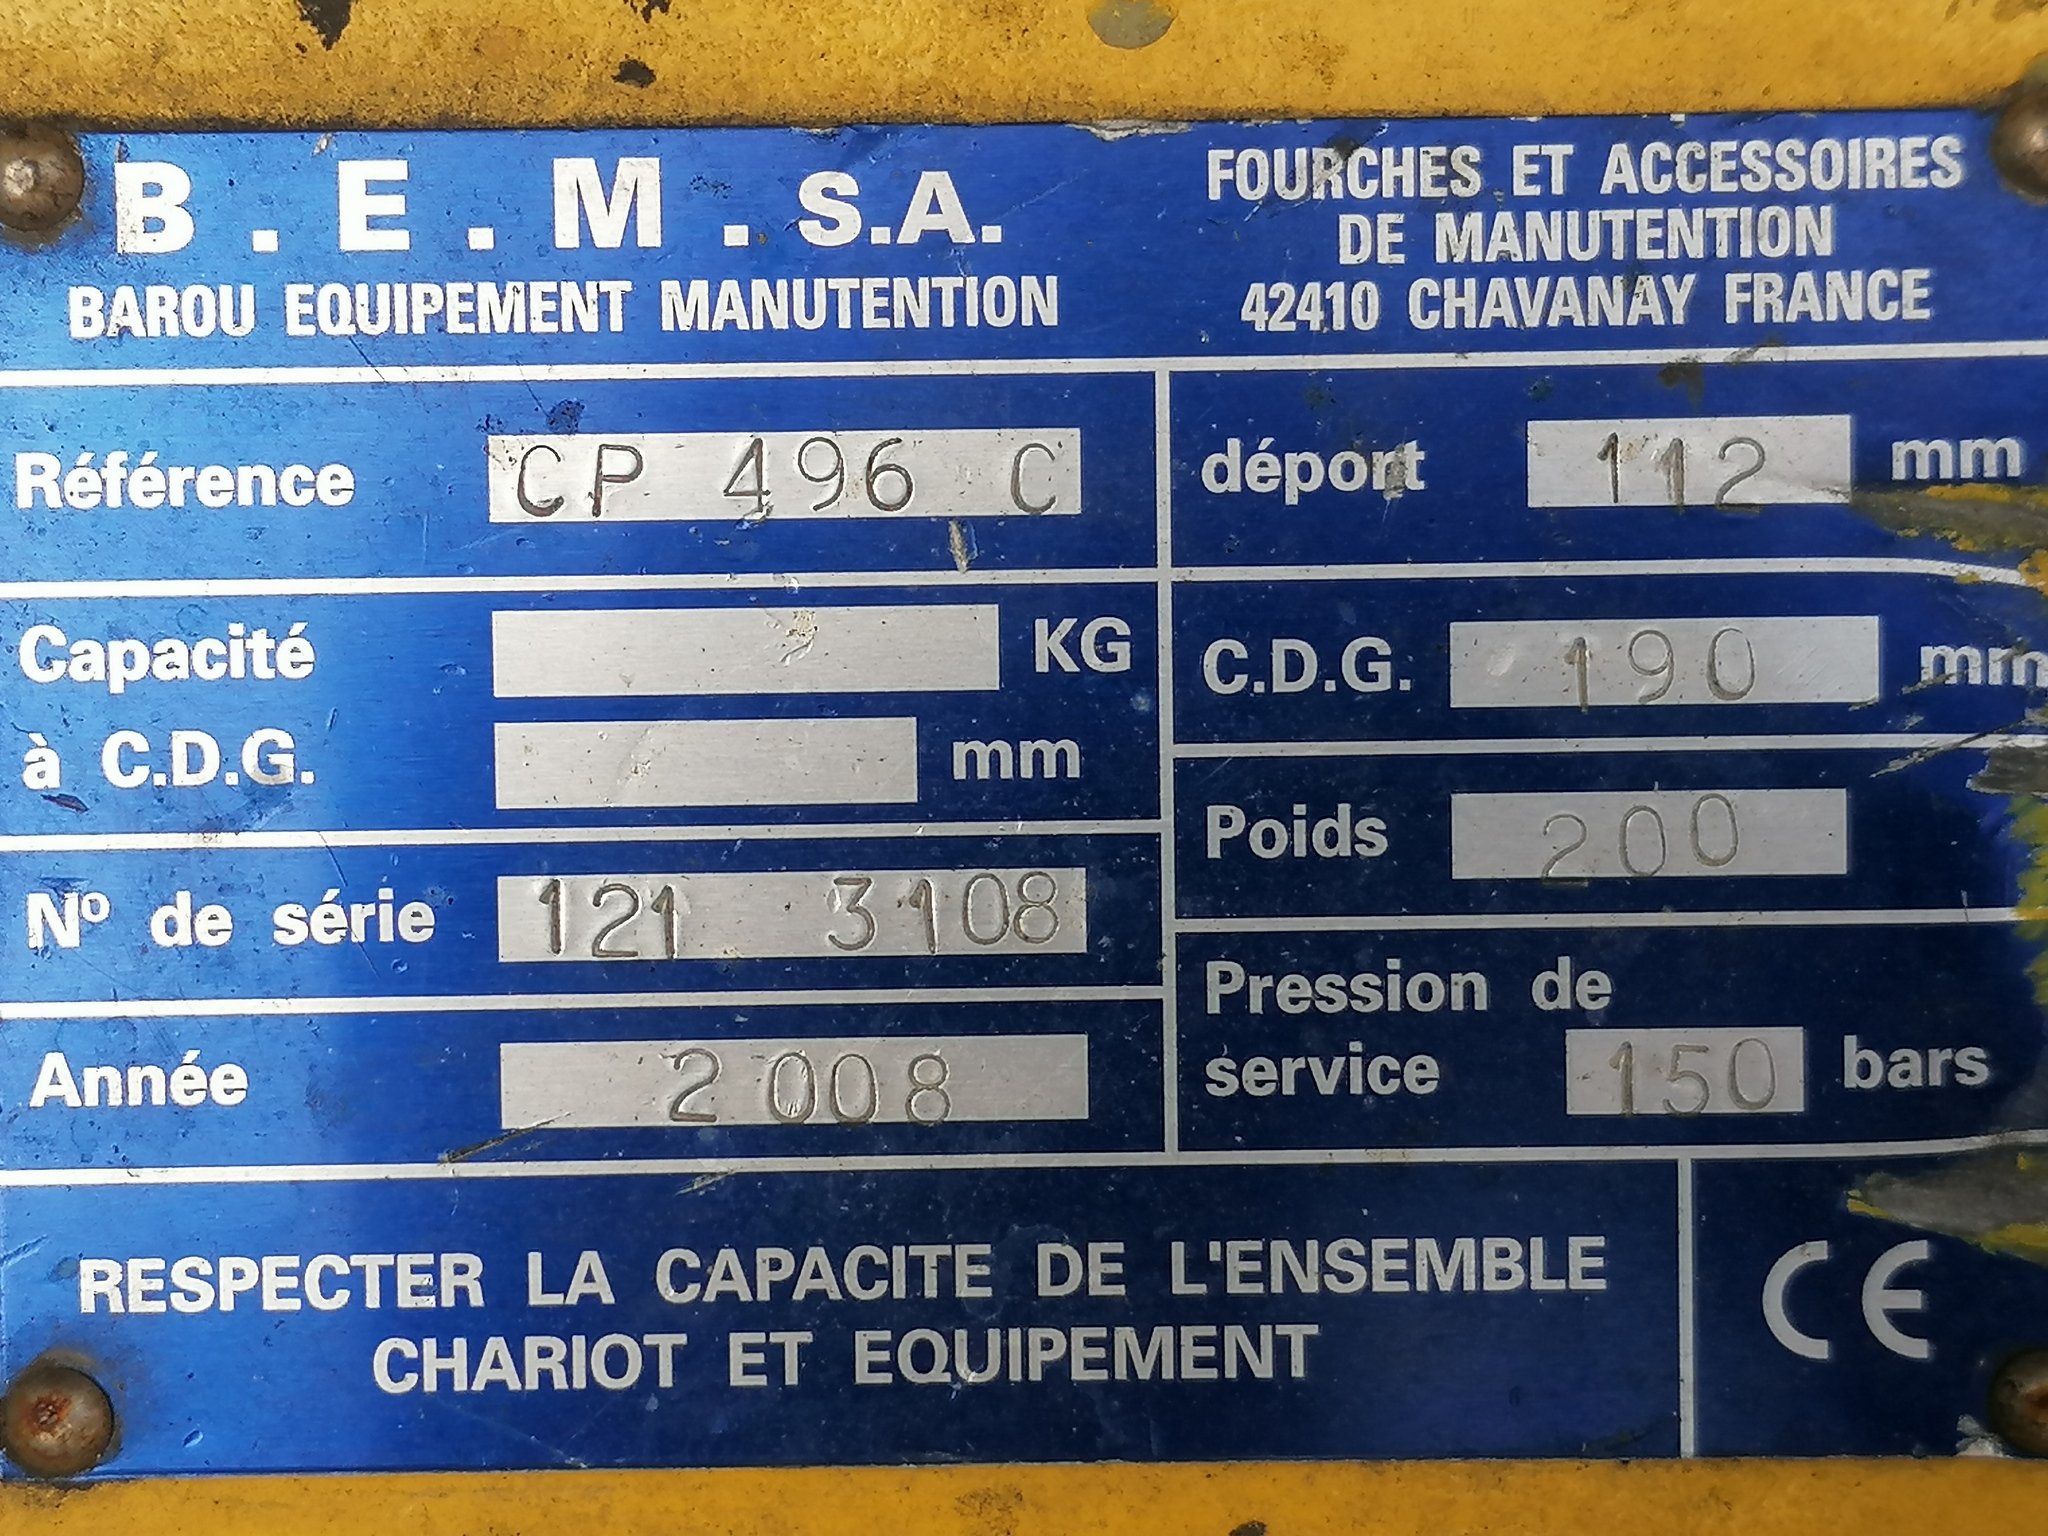 B . E . M . S.A.
BAROU EQUIPEMENT MANUTENTION
FOURCHES ET ACCESSOIRES
DE MANUTENTION
42410 CHAVANAY FRANCE
Référence CP 496 C
déport 112 mm
Capacité KG
à C.D.G. mm
C.D.G. 190 mm
Poids 200
N° de série 121 3108
Année 2008
Pression de
service 150 bars
RESPECTER LA CAPACITE DE L'ENSEMBLE
CHARIOT ET EQUIPEMENT
CE